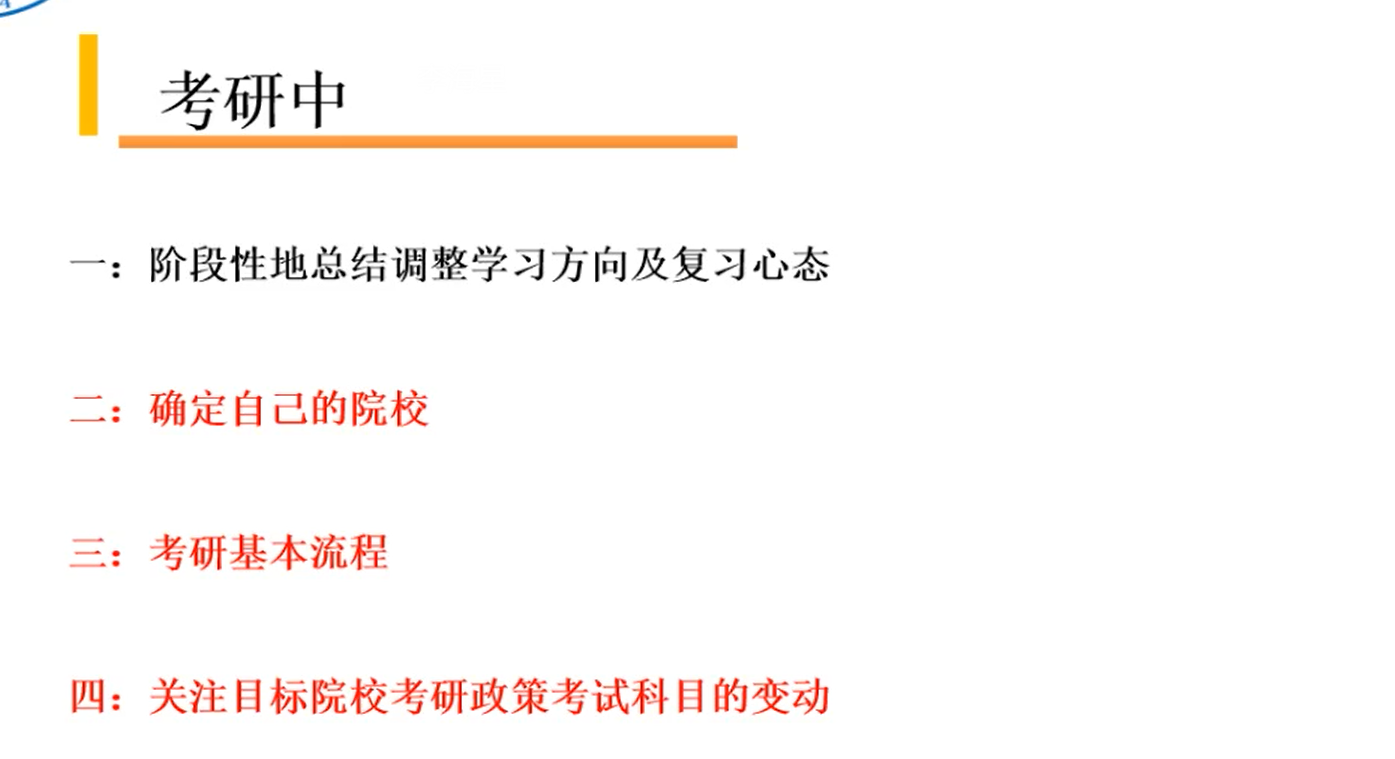 考研中
一：阶段性地总结调整学习方向及复习心态
二：确定自己的院校
三：考研基本流程
四：关注目标院校考研政策考试科目的变动